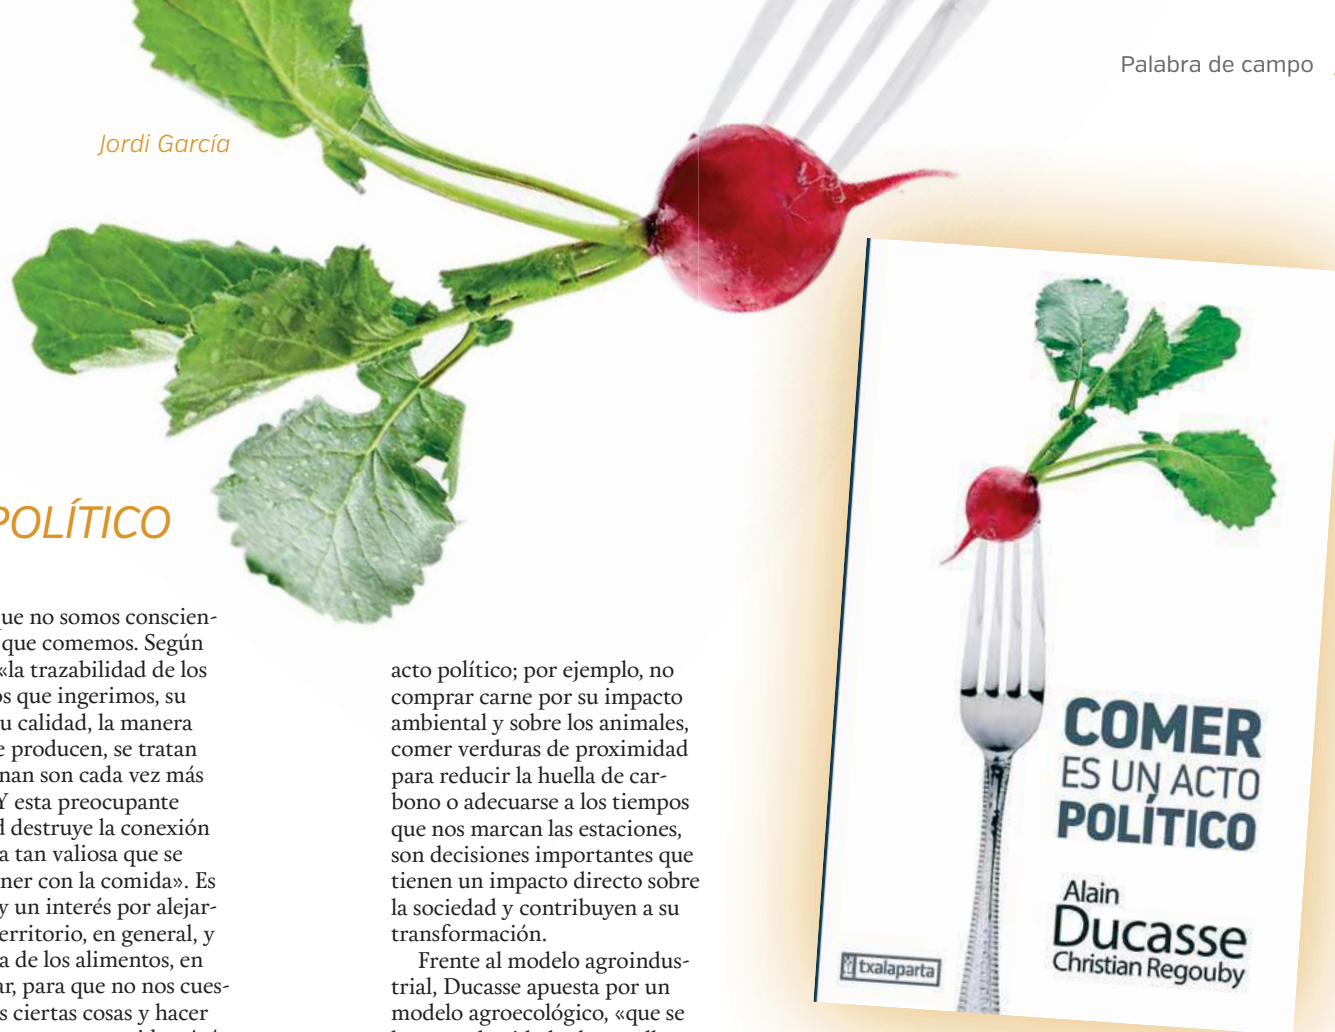 Palabra de campo
Jordi García
POLÍTICO
que no somos conscien-
que comemos. Según
«la trazabilidad de los
que ingerimos, su
calidad, la manera
producen, se tratan
son cada vez más
Y esta preocupante
destruye la conexión
tan valiosa que se
con la comida». Es
un interés por alejar-
territorio, en general, y
de los alimentos, en
para que no nos cues-
ciertas cosas y hacer
acto político; por ejemplo, no
comprar carne por su impacto
ambiental y sobre los animales,
comer verduras de proximidad
para reducir la huella de car-
bono o adecuarse a los tiempos
que nos marcan las estaciones,
son decisiones importantes que
tienen un impacto directo sobre
la sociedad y contribuyen a su
transformación.
Frente al modelo agroindus-
trial, Ducasse apuesta por un
modelo agroecológico, «que se
COMER
ES UN ACTO
POLÍTICO
Alain
Ducasse
Christian Regouby
txalaparta